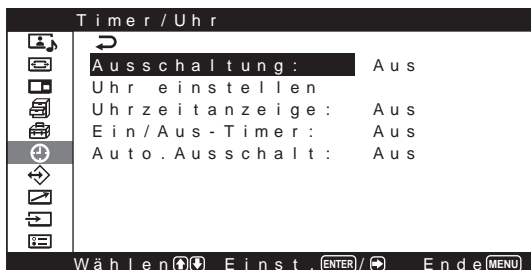 Timer/Uhr
Ausschaltung: Aus
Uhr einstellen
Uhrzeitanzeige: Aus
Ein/Aus-Timer: Aus
Auto.Ausschalt: Aus
Wählen Einst. ENTER / Ende MENU